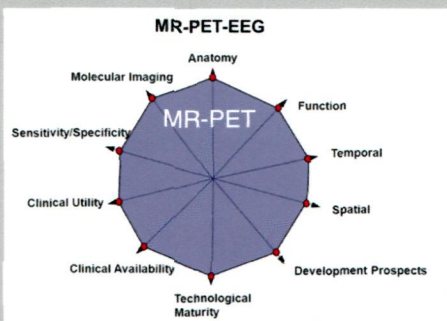 MR-PET-EEG
Anatomy
Molecular Imaging
MR-PET
Function
Sensitivity/Specificity
Temporal
Clinical Utility
Spatial
Clinical Availability
Development Prospects
Technological
Maturity